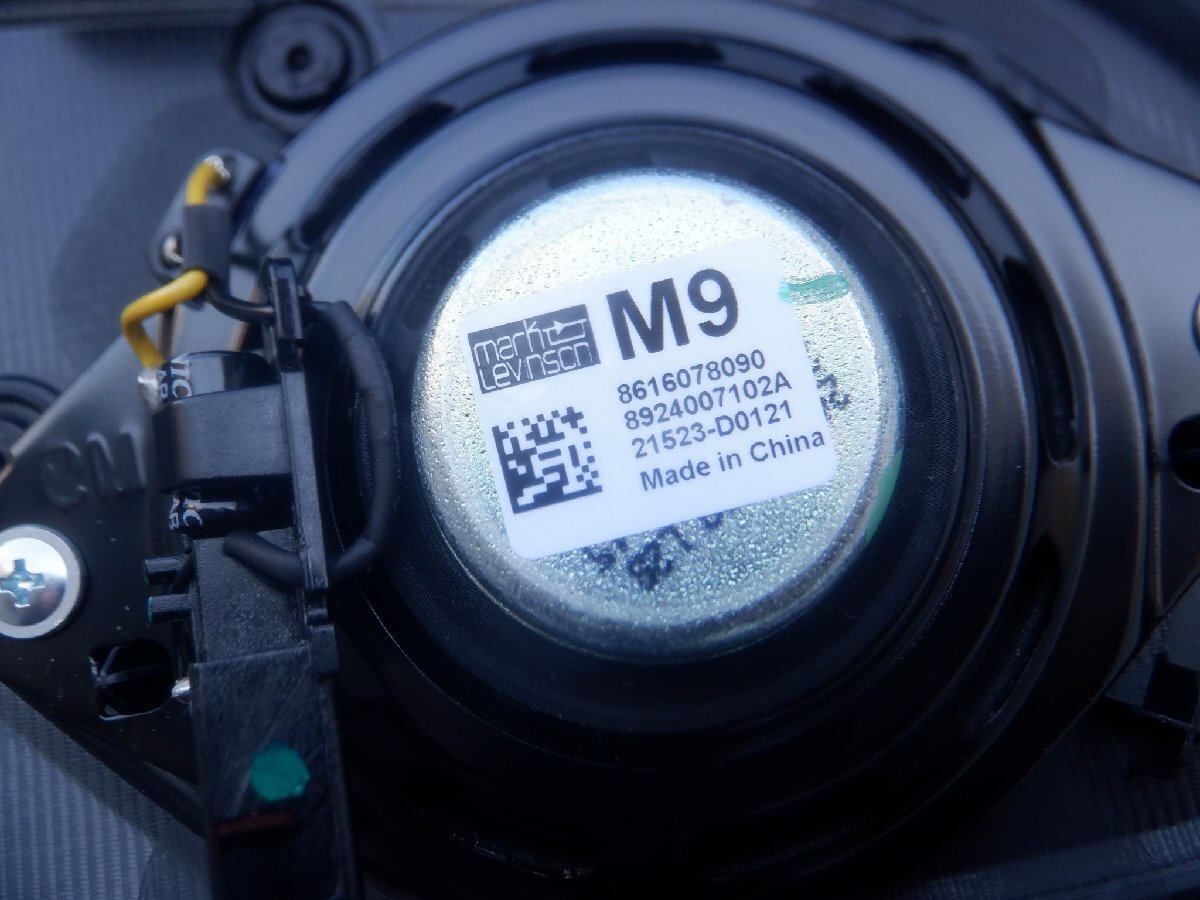 mark
Levinson
M9
8616078090
8924007102A
21523-D0121
Made in China